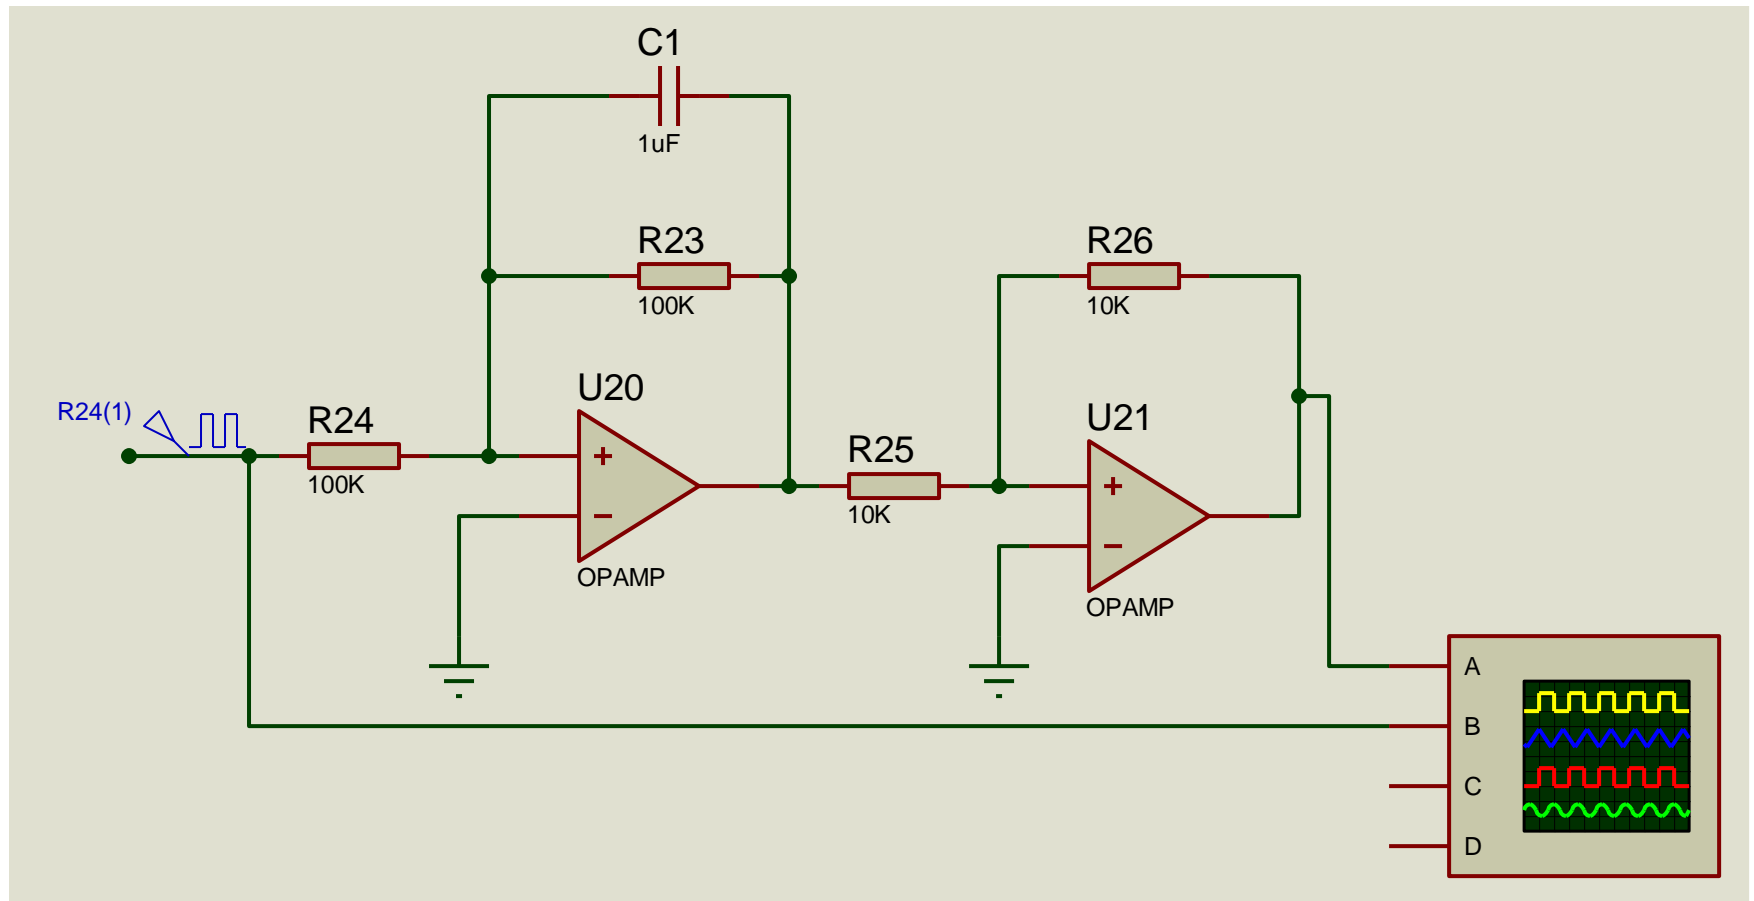 C1
1uF
R23
100K
R26
10K
U20
R24(1)
R24
100K
U21
R25
10K
OPAMP
OPAMP
A
B
C
D